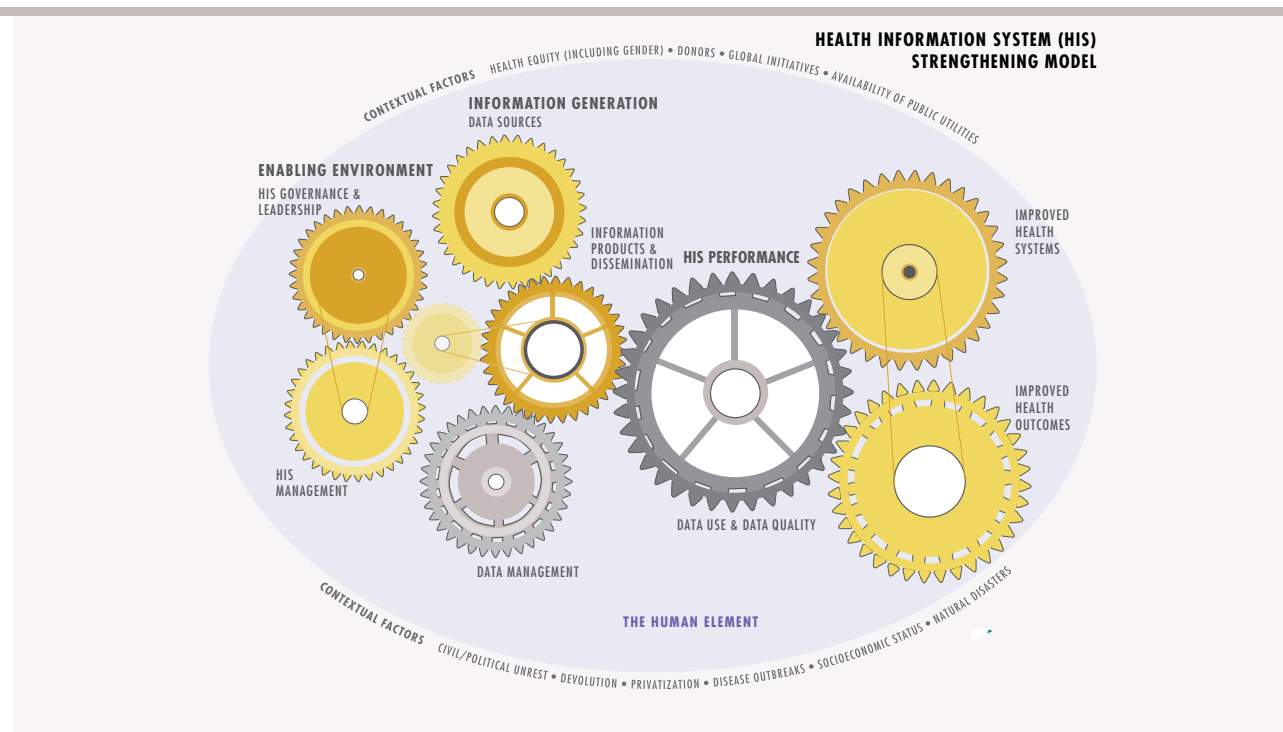 HEALTH INFORMATION SYSTEM (HIS)
STRENGTHENING MODEL
CONTEXTUAL FACTORS HEALTH EQUITY (INCLUDING GENDER) • DONORS • GLOBAL INITIATIVES • AVAILABILITY OF PUBLIC UTILITIES
INFORMATION GENERATION
DATA SOURCES
ENABLING ENVIRONMENT
HIS GOVERNANCE &
LEADERSHIP
INFORMATION
PRODUCTS &
DISSEMINATION
HIS PERFORMANCE
IMPROVED
HEALTH
SYSTEMS
IMPROVED
HEALTH
OUTCOMES
HIS
MANAGEMENT
DATA USE & DATA QUALITY
DATA MANAGEMENT
THE HUMAN ELEMENT
CONTEXTUAL FACTORS CIVIL/POLITICAL UNREST • DEVOLUTION • PRIVATIZATION • DISEASE OUTBREAKS • SOCIOECONOMIC STATUS • NATURAL DISASTERS